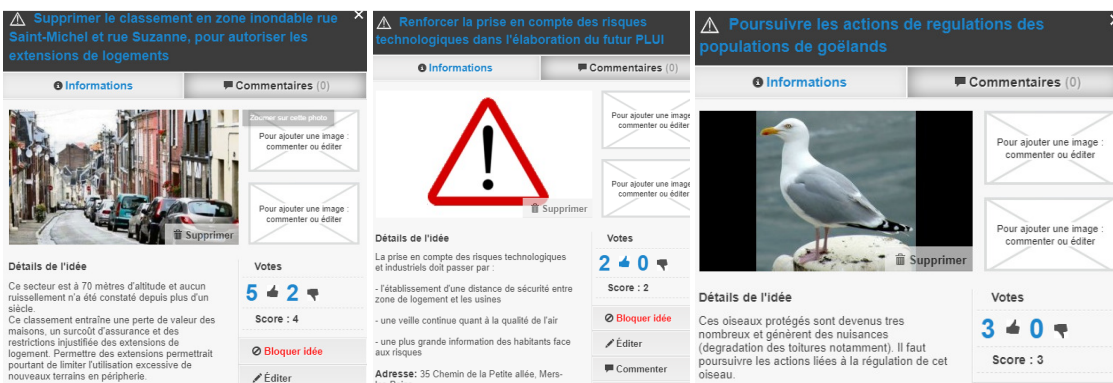 Supprimer le classement en zone inondable rue
Saint-Michel et rue Suzanne, pour autoriser les
extensions de logements
Informations
Commentaires (0)
Zoomer sur cette photo
Pour ajouter une image :
commenter ou éditer
Pour ajouter une image :
commenter ou éditer
Supprimer
Détails de l'idée
Ce secteur est à 70 mètres d'altitude et aucun
ruissellement n'a été constaté depuis plus d'un
siècle.
Ce classement entraîne une perte de valeur des
maisons, un surcoût d'assurance et des
restrictions injustifiée des extensions de
logement. Permettre des extensions permettrait
pourtant de limiter l'utilisation excessive de
nouveaux terrains en périphérie.
Votes
5 2
Score : 4
Bloquer idée
Éditer
Renforcer la prise en compte des risques
technologiques dans l'élaboration du futur PLUI
Informations
Commentaires (0)
Pour ajouter une image
commenter ou éditer
Pour ajouter une image
commenter ou éditer
Supprimer
Détails de l'idée
La prise en compte des risques technologiques
et industriels doit passer par :
- l'établissement d'une distance de sécurité entre
zone de logement et les usines
- une veille continue quant à la qualité de l'air
- une plus grande information des habitants face
aux risques
Adresse: 35 Chemin de la Petite allée, Mers-
Votes
2 0
Score : 2
Bloquer idée
Éditer
Commenter
Poursuivre les actions de regulations des
populations de goëlands
Informations
Commentaires (0)
Pour ajouter une image :
commenter ou éditer
Pour ajouter une image :
commenter ou éditer
Supprimer
Détails de l'idée
Ces oiseaux protégés sont devenus tres
nombreux et génèrent des nuisances
(degradation des toitures notamment). Il faut
poursuivre les actions liées à la régulation de cet
oiseau.
Votes
3 0
Score : 3